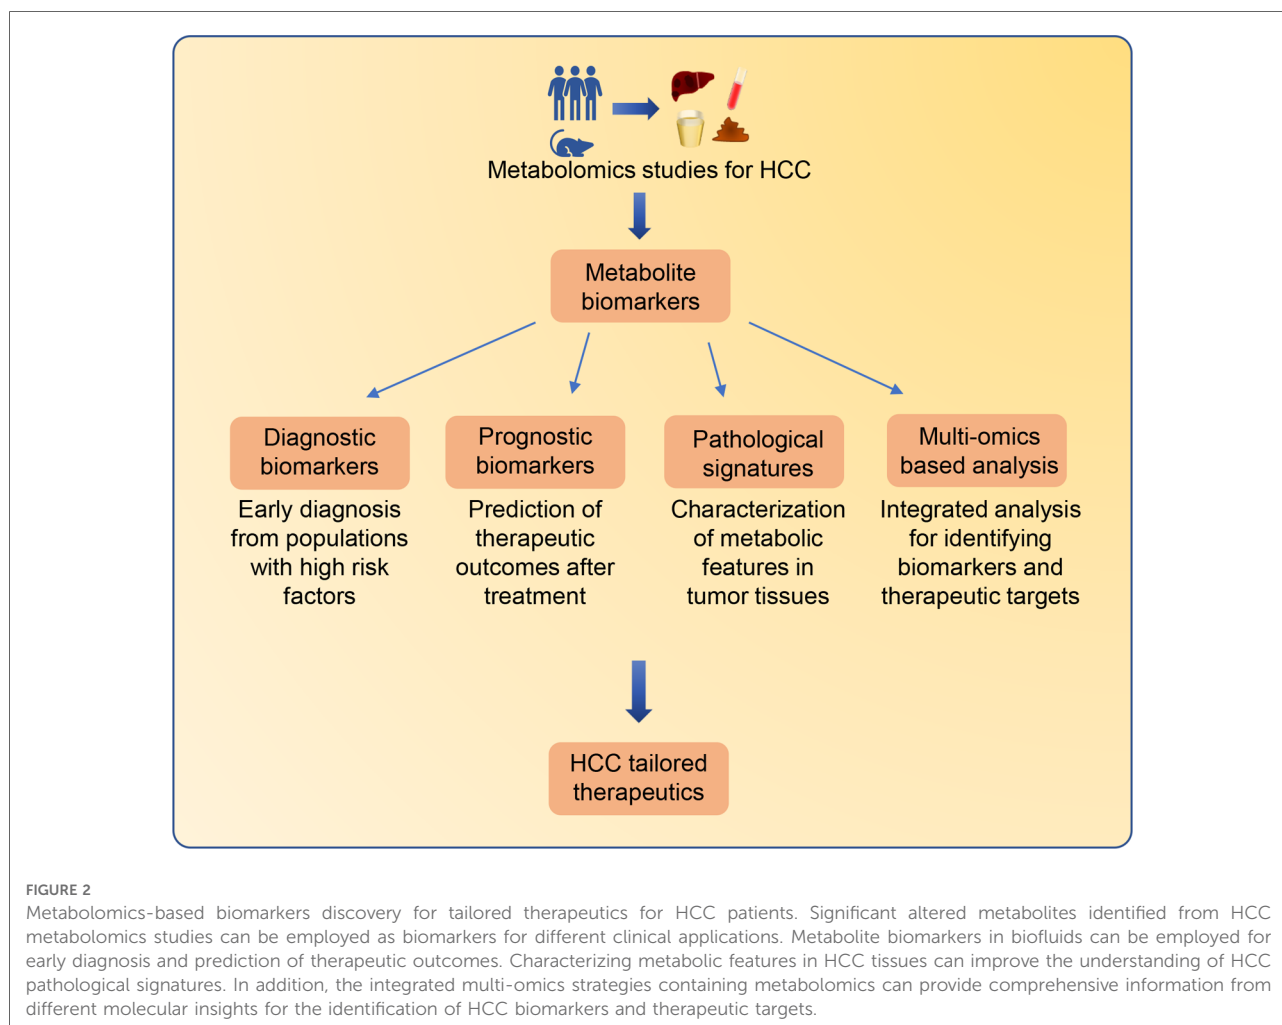 Metabolomics studies for HCC
Metabolite
biomarkers
Diagnostic
biomarkers
Early diagnosis
from populations
with high risk
factors
Prognostic
biomarkers
Prediction of
therapeutic
outcomes after
treatment
Pathological
signatures
Characterization
of metabolic
features in
tumor tissues
Multi-omics
based analysis
Integrated analysis
for identifying
biomarkers and
therapeutic targets
HCC tailored
therapeutics
FIGURE 2
Metabolomics-based biomarkers discovery for tailored therapeutics for HCC patients. Significant altered metabolites identified from HCC
metabolomics studies can be employed as biomarkers for different clinical applications. Metabolite biomarkers in biofluids can be employed for
early diagnosis and prediction of therapeutic outcomes. Characterizing metabolic features in HCC tissues can improve the understanding of HCC
pathological signatures. In addition, the integrated multi-omics strategies containing metabolomics can provide comprehensive information from
different molecular insights for the identification of HCC biomarkers and therapeutic targets.